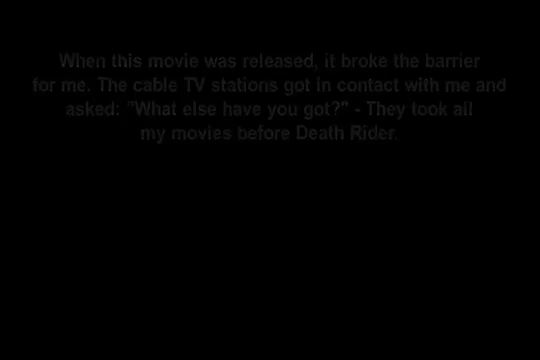 When this movie was released, it broke the barrier
for me. The cable TV stations got in contact with me and
asked: "What else have you got?" - They took all
my movies before Death Rider.